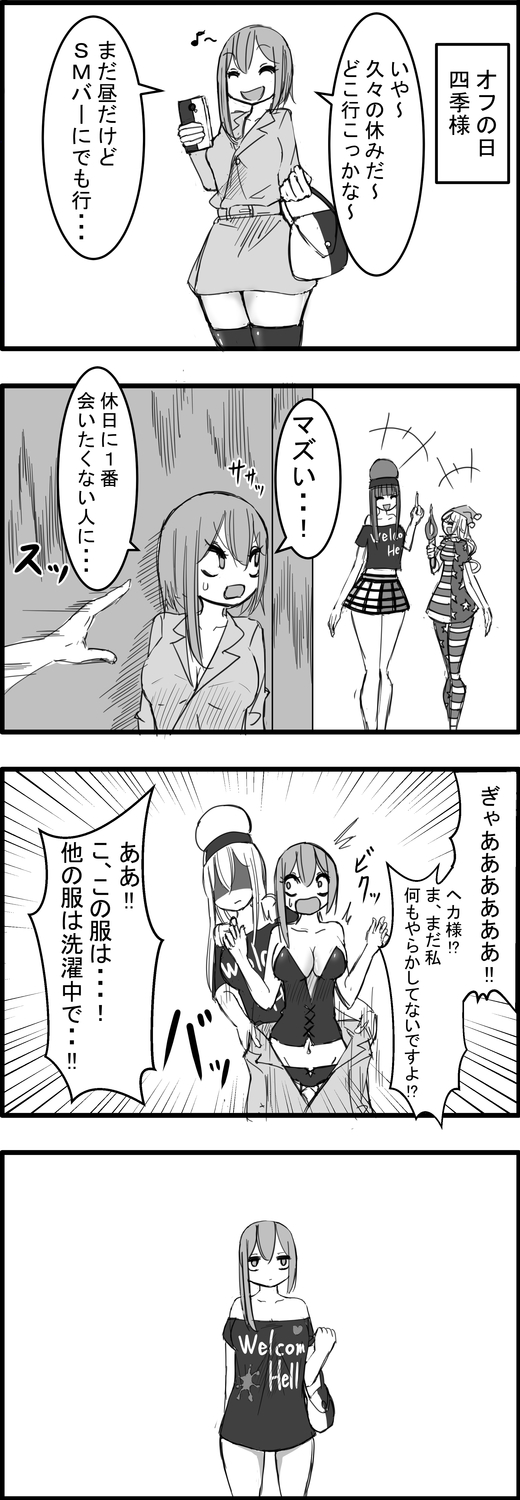 オフの日
四季様
いや〜
久々の休みだ〜
どこ行こっかな〜
まだ昼だけど
SMバーにでも行・・・
Welco
He
マズい・・!
ササッ
休日に1番
会いたくない人に・・・
スッ
ぎゃああああああ!!
ヘカ様!?
ま、まだ私
何もやらかしてないですよ!?
ビクッ
W
ああ!!
こ、この服は・・・!
他の服は洗濯中で・・!!
バッ
Welcom
Hell